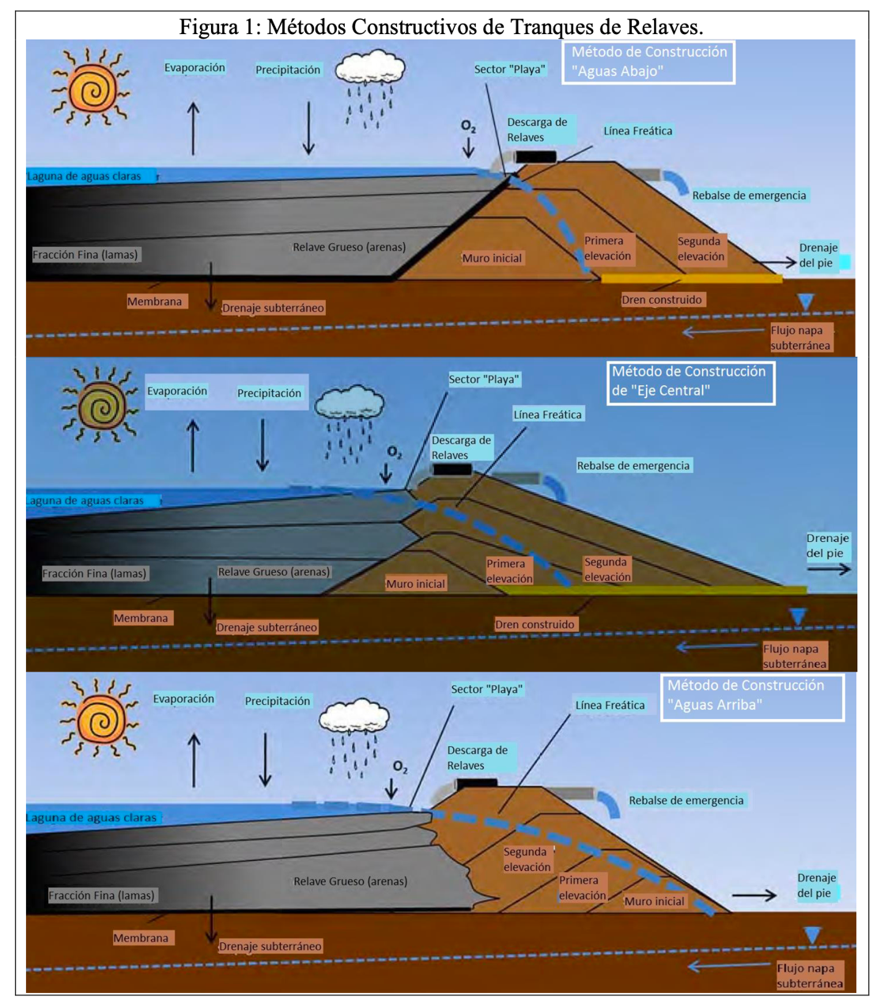 Figura 1: Métodos Constructivos de Tranques de Relaves.
Método de Construcción
"Aguas Abajo"
Evaporación
Precipitación
Sector "Playa"
O2
Descarga de
Relaves
Línea Freática
Laguna de aguas claras
Rebalse de emergencia
Fracción Fina (lamas)
Relave Grueso (arenas)
Muro inicial
Primera
elevación
Segunda
elevación
Drenaje
del pie
Membrana
Drenaje subterráneo
Dren construido
Flujo napa
subterránea
Método de Construcción
de "Eje Central"
Evaporación
Precipitación
Sector "Playa"
Línea Freática
O2
Descarga de
Relaves
Rebalse de emergencia
Laguna de aguas claras
Drenaje
del pie
Fracción Fina (lamas)
Relave Grueso (arenas)
Muro inicial
Primera
elevación
Segunda
elevación
Membrana
Drenaje subterráneo
Dren construido
Flujo napa
subterránea
Método de Construcción
"Aguas Arriba"
Evaporación
Precipitación
Sector "Playa"
Línea Freática
O2
Descarga de
Relaves
Rebalse de emergencia
Laguna de aguas claras
Fracción Fina (lamas)
Relave Grueso (arenas)
Segunda
elevación
Primera
elevación
Muro inicial
Drenaje
del pie
Membrana
Drenaje subterráneo
Flujo napa
subterránea